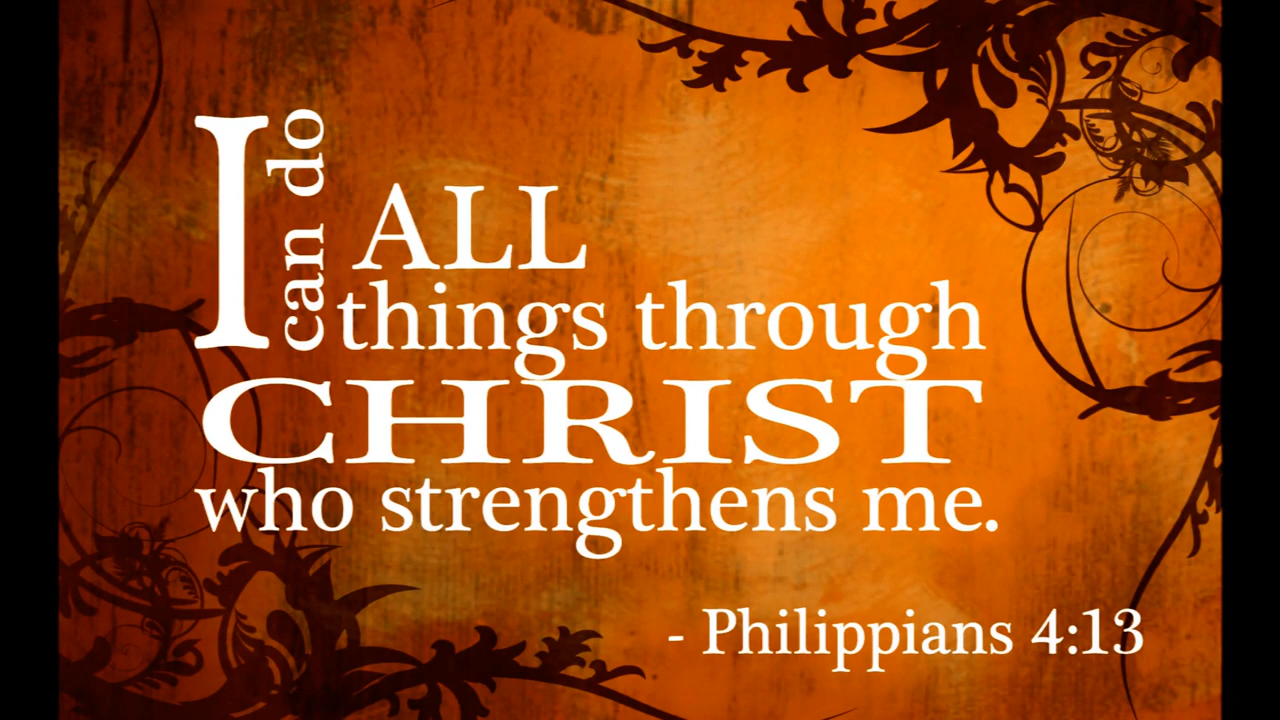 I can do ALL
things through
CHRIST
who strengthens me.
- Philippians 4:13